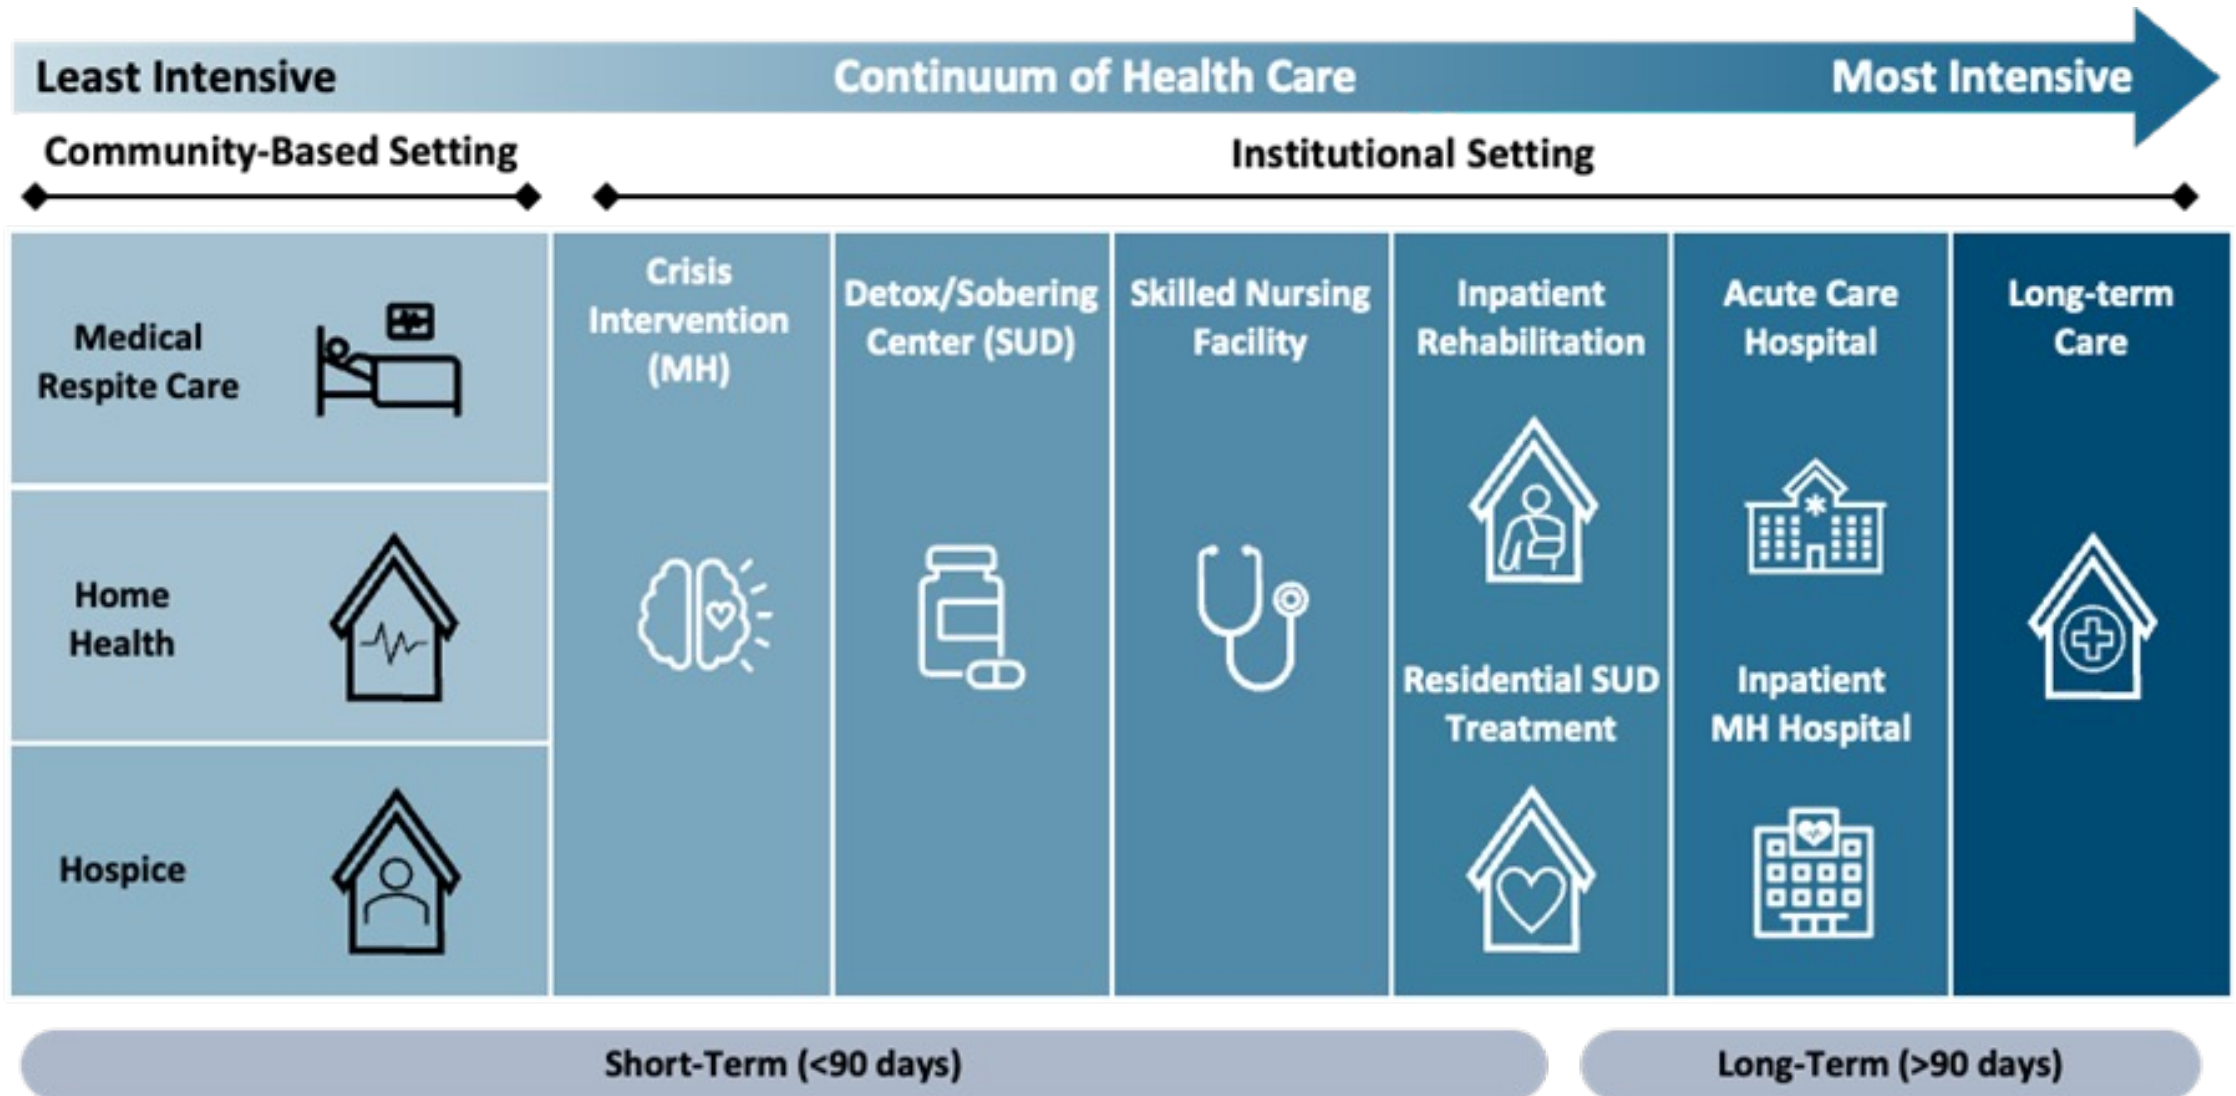 Least Intensive
Continuum of Health Care
Most Intensive
Community-Based Setting
Institutional Setting
Medical
Respite Care
Home
Health
Hospice
Crisis
Intervention
(MH)
Detox/Sobering
Center (SUD)
Skilled Nursing
Facility
Inpatient
Rehabilitation
Residential SUD
Treatment
Acute Care
Hospital
Inpatient
MH Hospital
Long-term
Care
Short-Term (<90 days)
Long-Term (>90 days)